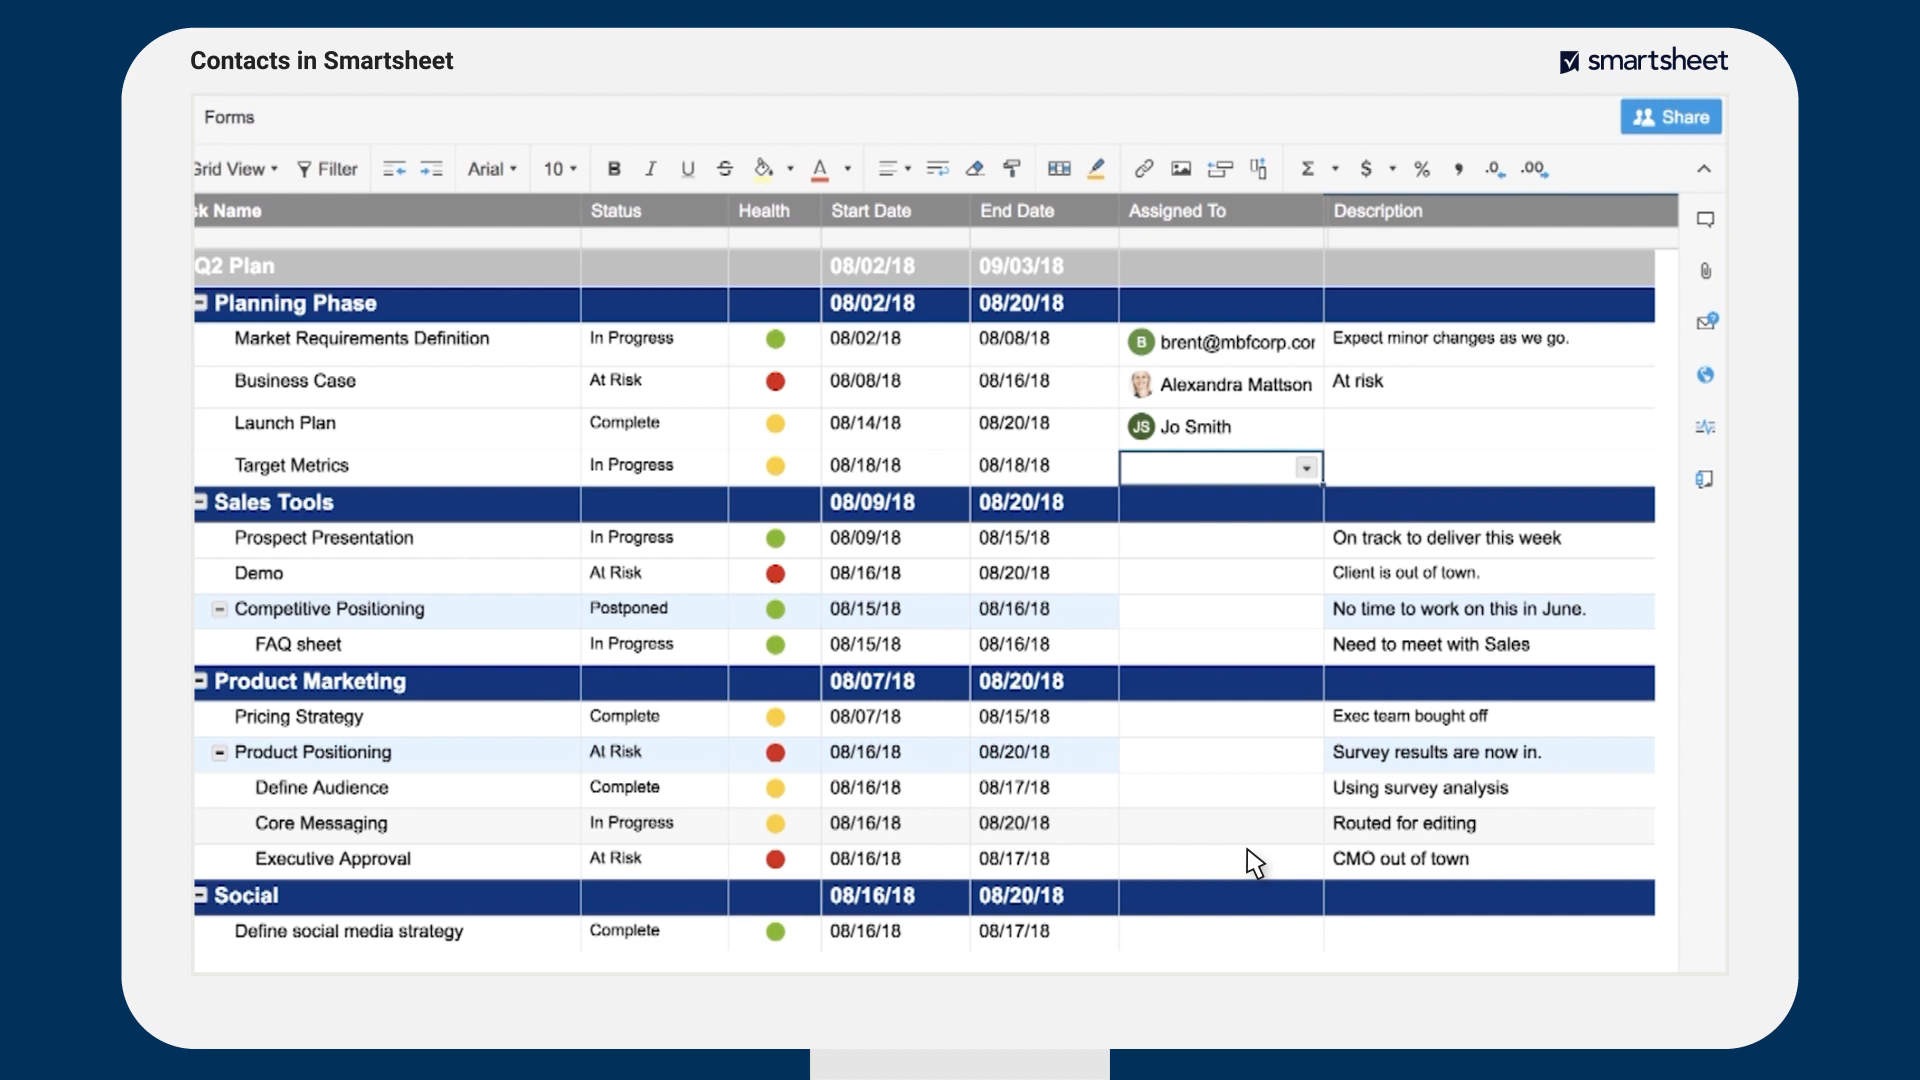 Contacts in Smartsheet
smartsheet
Forms
Share
Grid View Filter Arial 10 B I U S A Σ $ % , .0 .00
sk Name Status Health Start Date End Date Assigned To Description
Q2 Plan 08/02/18 09/03/18
Planning Phase 08/02/18 08/20/18
Market Requirements Definition In Progress 08/02/18 08/08/18 B brent@mbfcorp.cor Expect minor changes as we go.
Business Case At Risk 08/08/18 08/16/18 Alexandra Mattson At risk
Launch Plan Complete 08/14/18 08/20/18 JS Jo Smith
Target Metrics In Progress 08/18/18 08/18/18
Sales Tools 08/09/18 08/20/18
Prospect Presentation In Progress 08/09/18 08/15/18 On track to deliver this week
Demo At Risk 08/16/18 08/20/18 Client is out of town.
Competitive Positioning Postponed 08/15/18 08/16/18 No time to work on this in June.
FAQ sheet In Progress 08/15/18 08/16/18 Need to meet with Sales
Product Marketing 08/07/18 08/20/18
Pricing Strategy Complete 08/07/18 08/15/18 Exec team bought off
Product Positioning At Risk 08/16/18 08/20/18 Survey results are now in.
Define Audience Complete 08/16/18 08/17/18 Using survey analysis
Core Messaging In Progress 08/16/18 08/20/18 Routed for editing
Executive Approval At Risk 08/16/18 08/17/18 CMO out of town
Social 08/16/18 08/20/18
Define social media strategy Complete 08/16/18 08/17/18